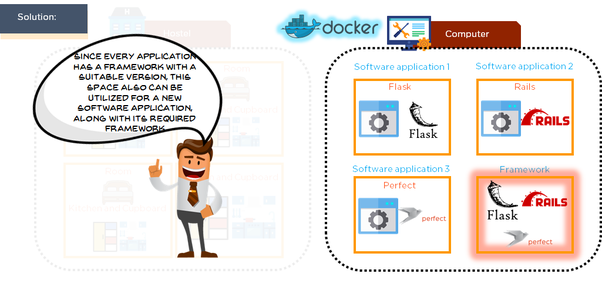 Solution:
docker
Computer
SINCE EVERY APPLICATION
HAS A FRAMEWORK WITH A
SUITABLE VERSION, THIS
SPACE ALSO CAN BE
UTILIZED FOR A NEW
SOFTWARE APPLICATION,
ALONG WITH ITS REQUIRED
FRAMEWORK
Software application 1
Flask
Flask
Software application 2
Rails
RAILS
Software application 3
Perfect
perfect
Framework
Flask
RAILS
perfect